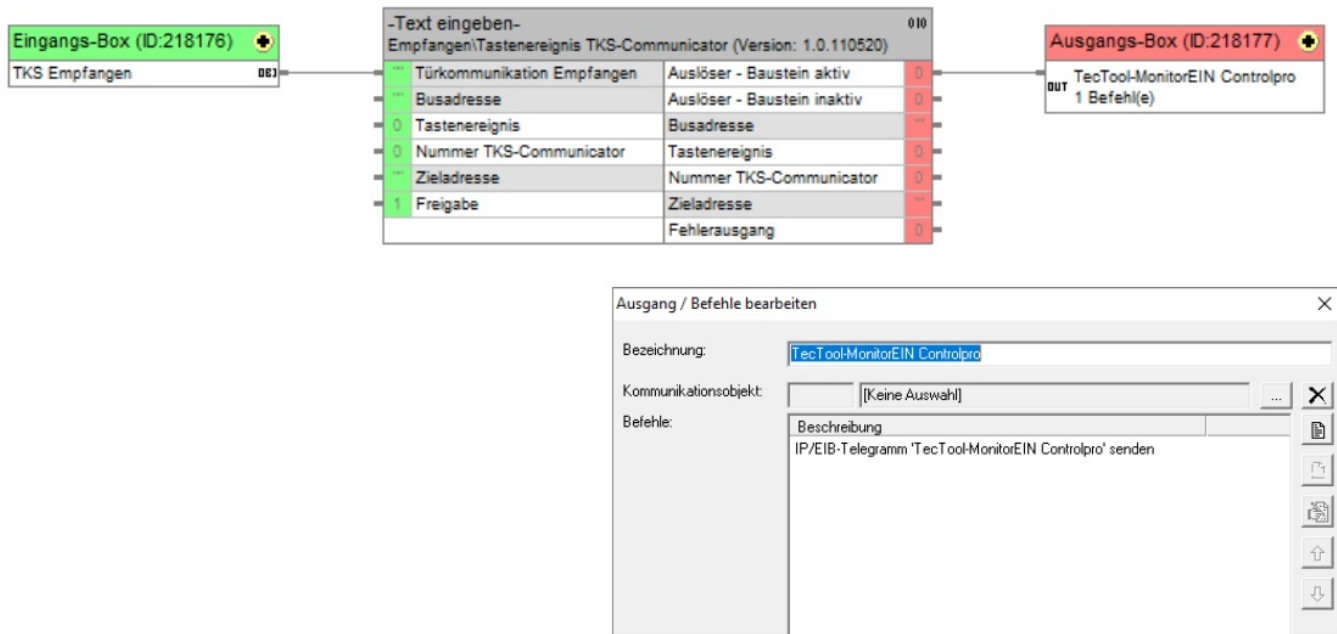 Eingangs-Box (ID:218176)
TKS Empfangen
-Text eingeben-
Empfangen\Tastenereignis TKS-Communicator (Version: 1.0.110520)
Türkommunikation Empfangen Auslöser - Baustein aktiv 0
Busadresse Auslöser - Baustein inaktiv 0
0 Tastenereignis Busadresse
0 Nummer TKS-Communicator Tastenereignis 0
Zieladresse Nummer TKS-Communicator 0
1 Freigabe Zieladresse
Fehlerausgang 0
Ausgangs-Box (ID:218177)
OUT TecTool-MonitorEIN Controlpro
1 Befehl(e)
Ausgang / Befehle bearbeiten
Bezeichnung: TecTool-MonitorEIN Controlpro
Kommunikationsobjekt: [Keine Auswahl] ...
Befehle: Beschreibung
IP/EIB-Telegramm 'TecTool-MonitorEIN Controlpro' senden